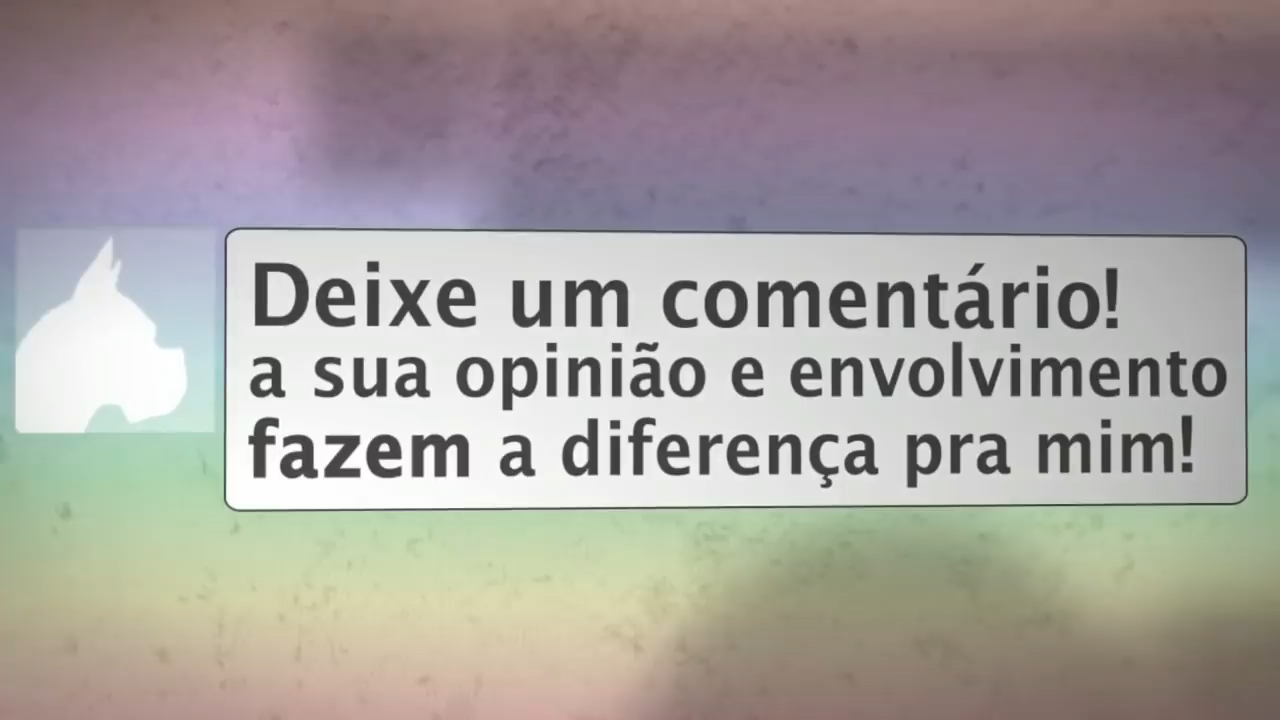 Deixe um comentário!
a sua opinião e envolvimento
fazem a diferença pra mim!